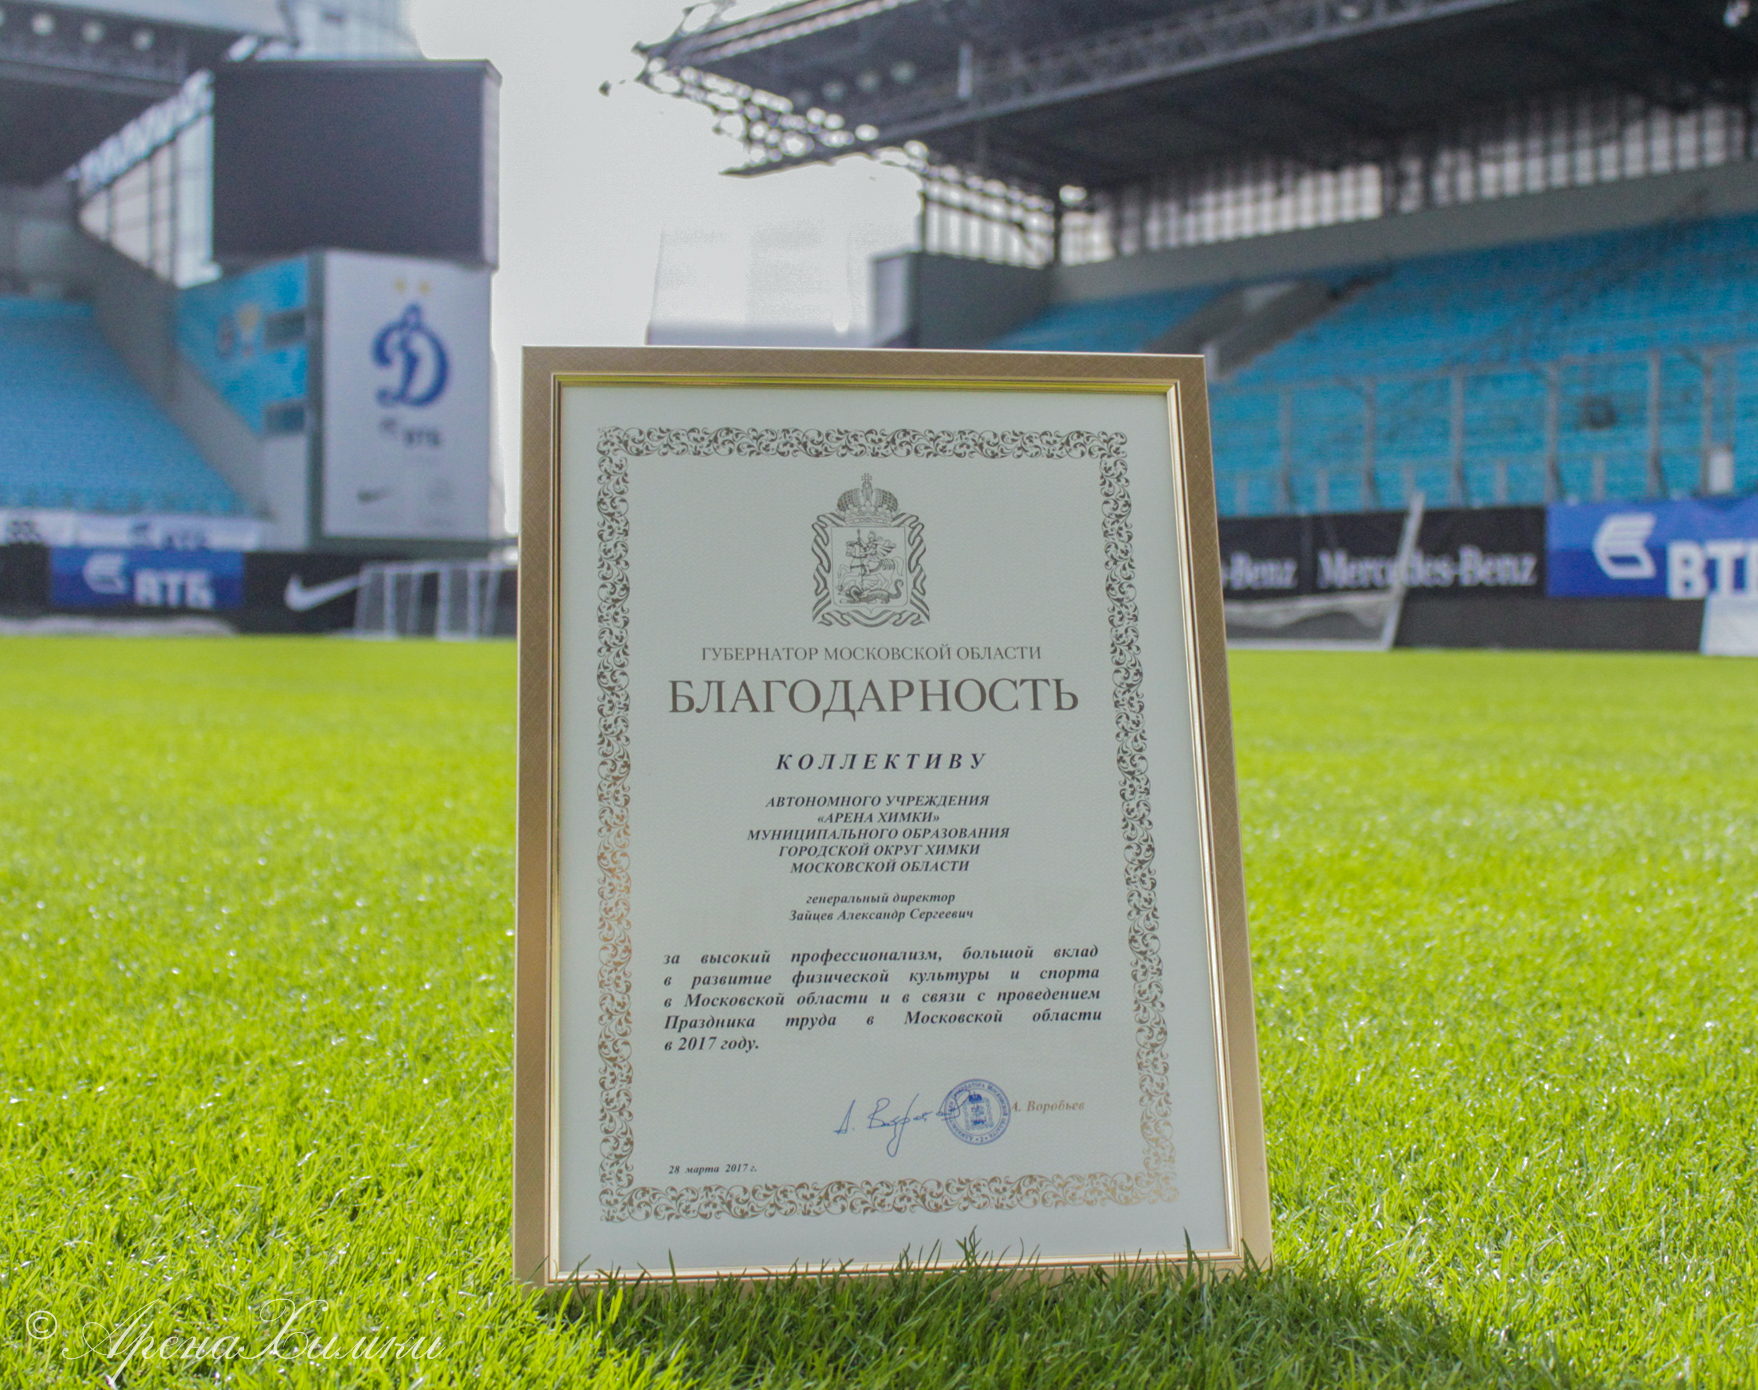 ВТБ
ВТБ
Mercedes-Benz
ВТБ
ГУБЕРНАТОР МОСКОВСКОЙ ОБЛАСТИ
БЛАГОДАРНОСТЬ
КОЛЛЕКТИВУ
АВТОНОМНОГО УЧРЕЖДЕНИЯ
«АРЕНА ХИМКИ»
МУНИЦИПАЛЬНОГО ОБРАЗОВАНИЯ
ГОРОДСКОЙ ОКРУГ ХИМКИ
МОСКОВСКОЙ ОБЛАСТИ
генеральный директор
Зайцев Александр Сергеевич
за высокий профессионализм, большой вклад
в развитие физической культуры и спорта
в Московской области и в связи с проведением
Праздника труда в Московской области
в 2017 году.
А. Воробьев
28 марта 2017 г.
© АренаХимки